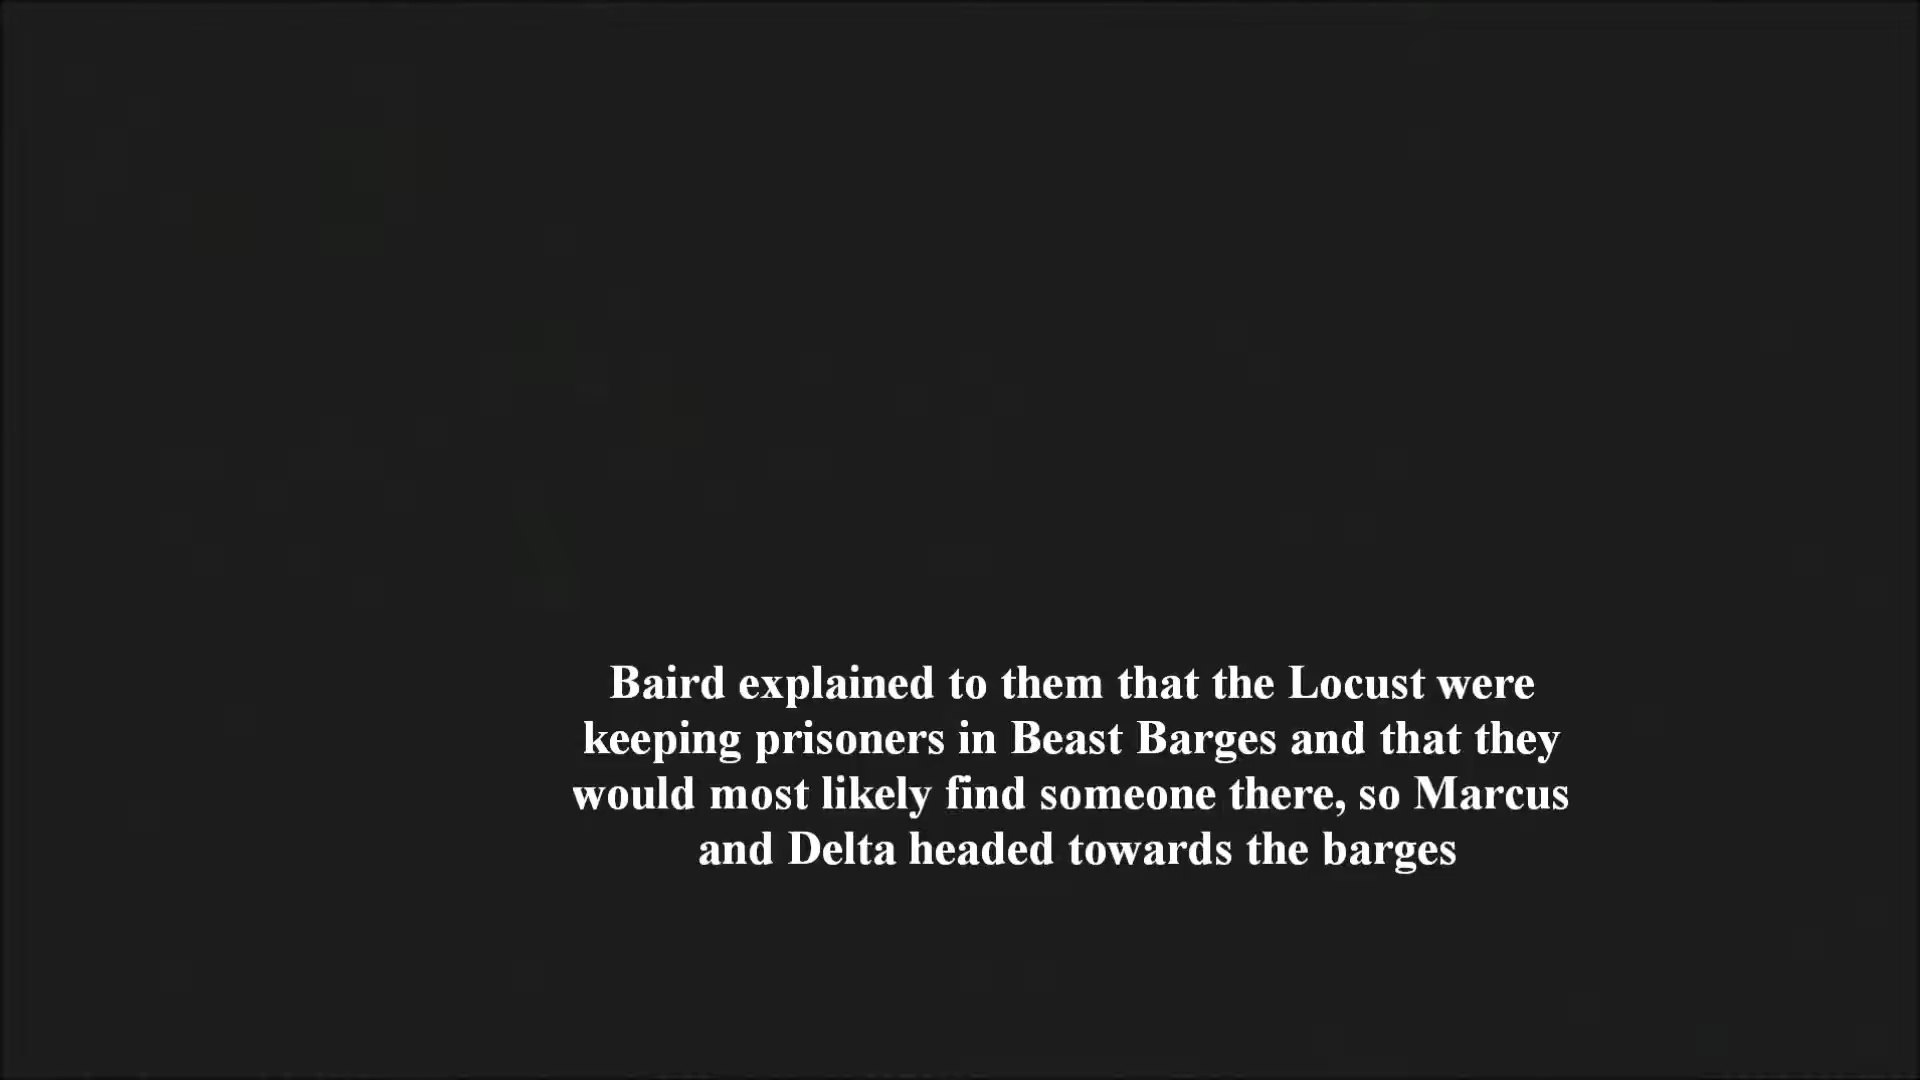 Baird explained to them that the Locust were
keeping prisoners in Beast Barges and that they
would most likely find someone there, so Marcus
and Delta headed towards the barges